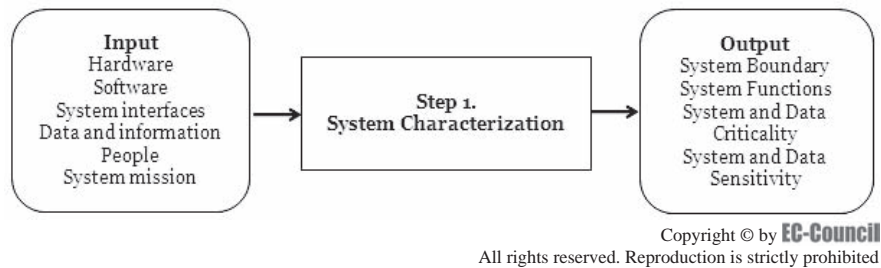 Input
Hardware
Software
System interfaces
Data and information
People
System mission
Step 1.
System Characterization
Output
System Boundary
System Functions
System and Data
Criticality
System and Data
Sensitivity
Copyright © by EC-Council
All rights reserved. Reproduction is strictly prohibited